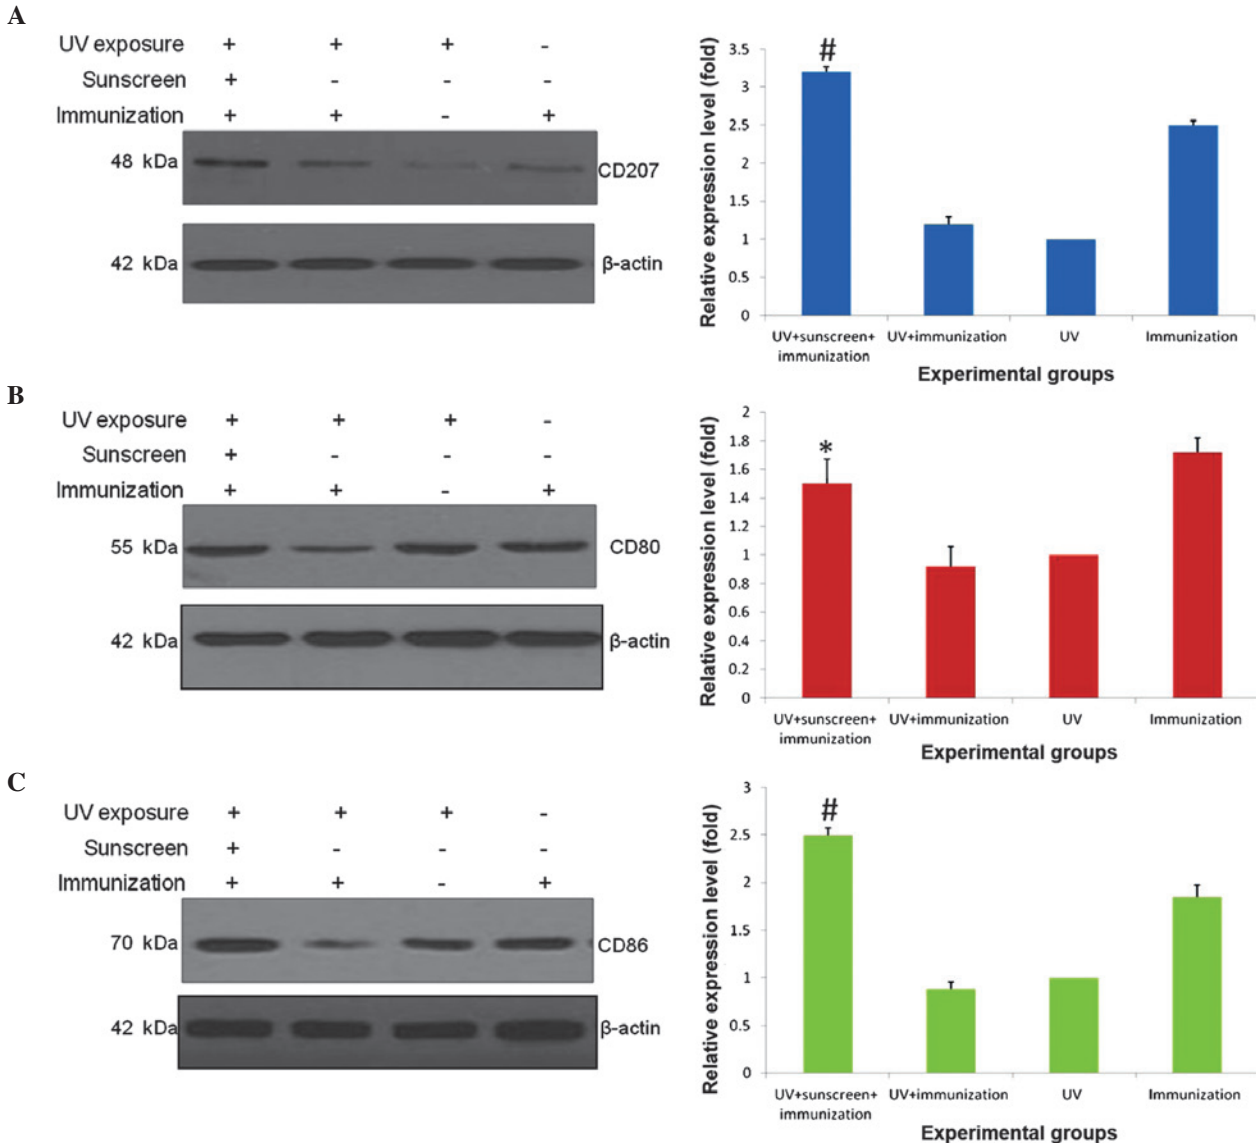 A
UV exposure + + + -
Sunscreen + - - -
Immunization + + - +
48 kDa CD207
42 kDa β-actin
Relative expression level (fold)
3.5
3
2.5
2
1.5
1
0.5
0
#
UV+sunscreen+ UV+immunization UV Immunization
immunization
Experimental groups
B
UV exposure + + + -
Sunscreen + - - -
Immunization + + - +
55 kDa CD80
42 kDa β-actin
Relative expression level (fold)
2
1.8
1.6
1.4
1.2
1
0.8
0.6
0.4
0.2
0
*
UV+sunscreen+ UV+immunization UV Immunization
immunization
Experimental groups
C
UV exposure + + + -
Sunscreen + - - -
Immunization + + - +
70 kDa CD86
42 kDa β-actin
Relative expression level (fold)
3
2.5
2
1.5
1
0.5
0
#
UV+sunscreen+ UV+immunization UV Immunization
immunization
Experimental groups